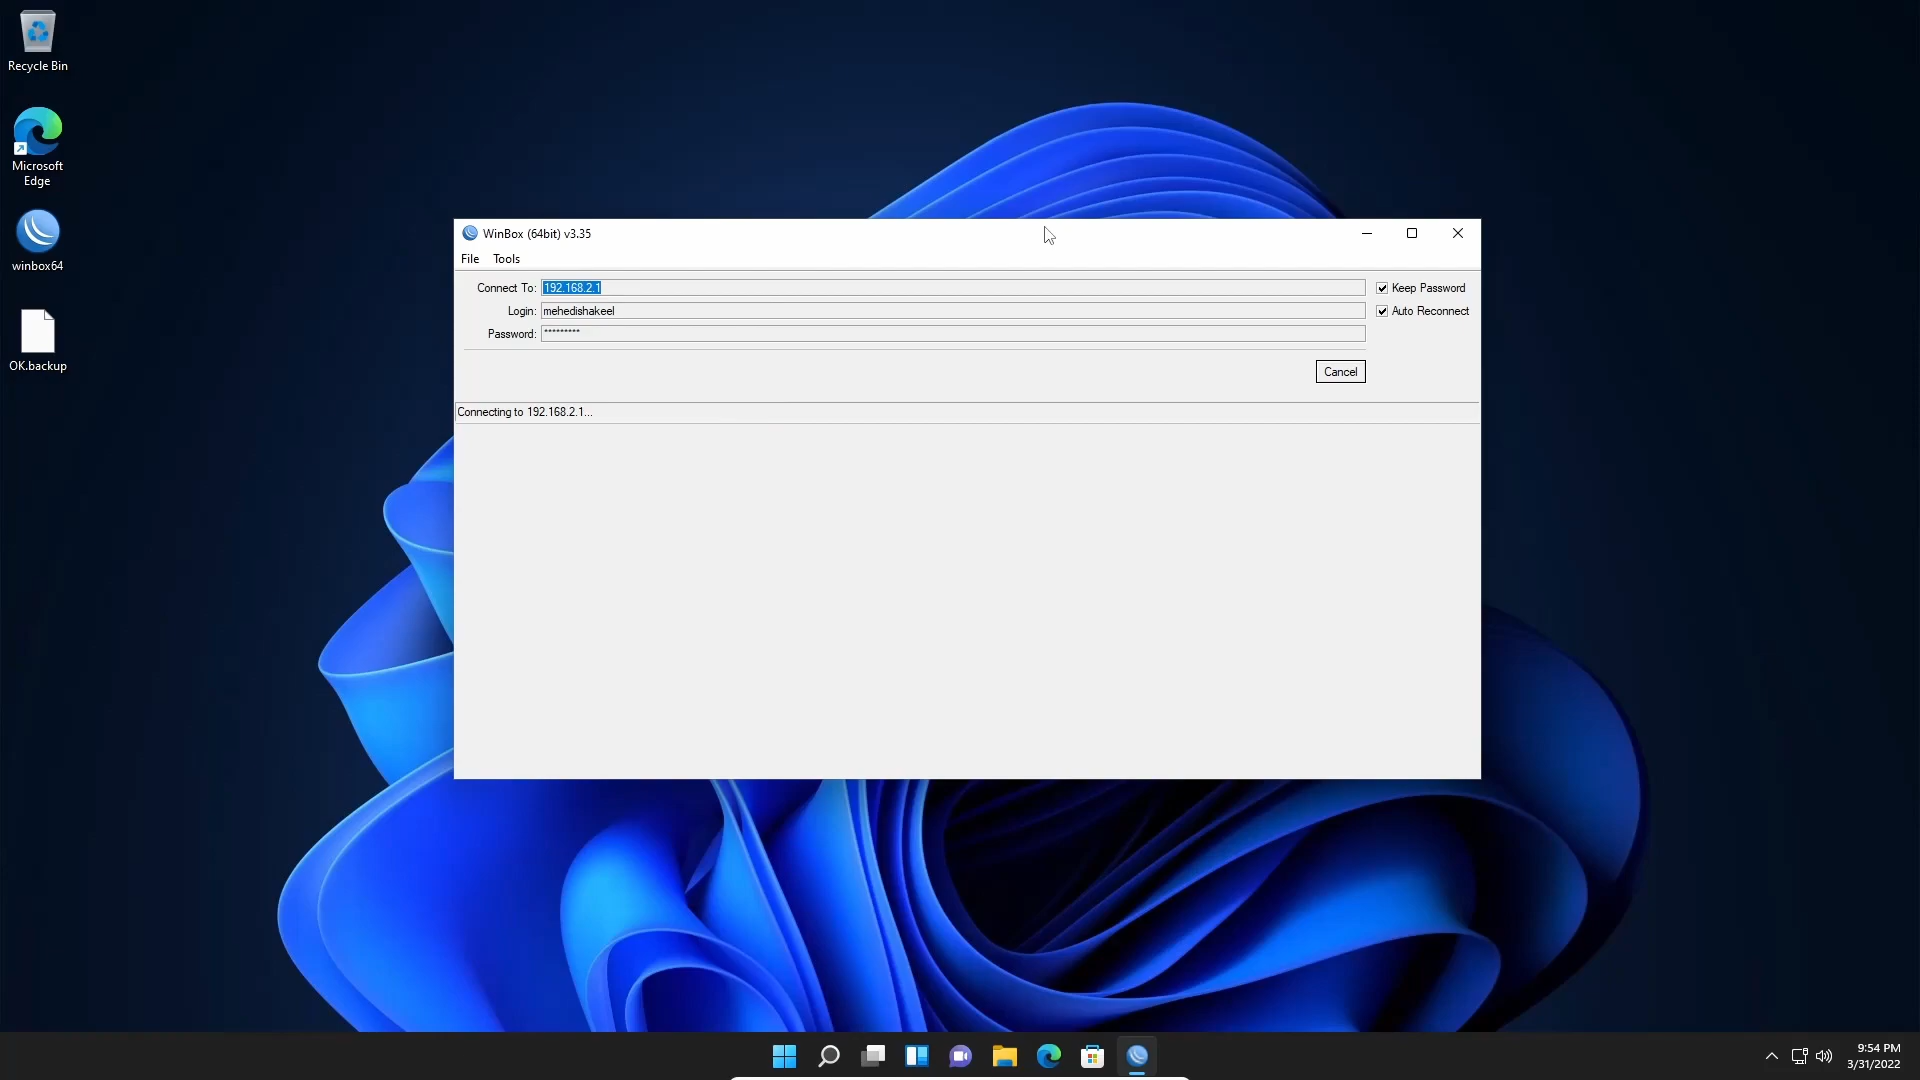 Recycle Bin
Microsoft
Edge
winbox64
OK.backup
WinBox (64bit) v3.35
File Tools
Connect To: 192.168.2.1
Keep Password
Login: mehedishakeel
Auto Reconnect
Password: *********
Cancel
Connecting to 192.168.2.1...
9:54 PM
3/31/2022